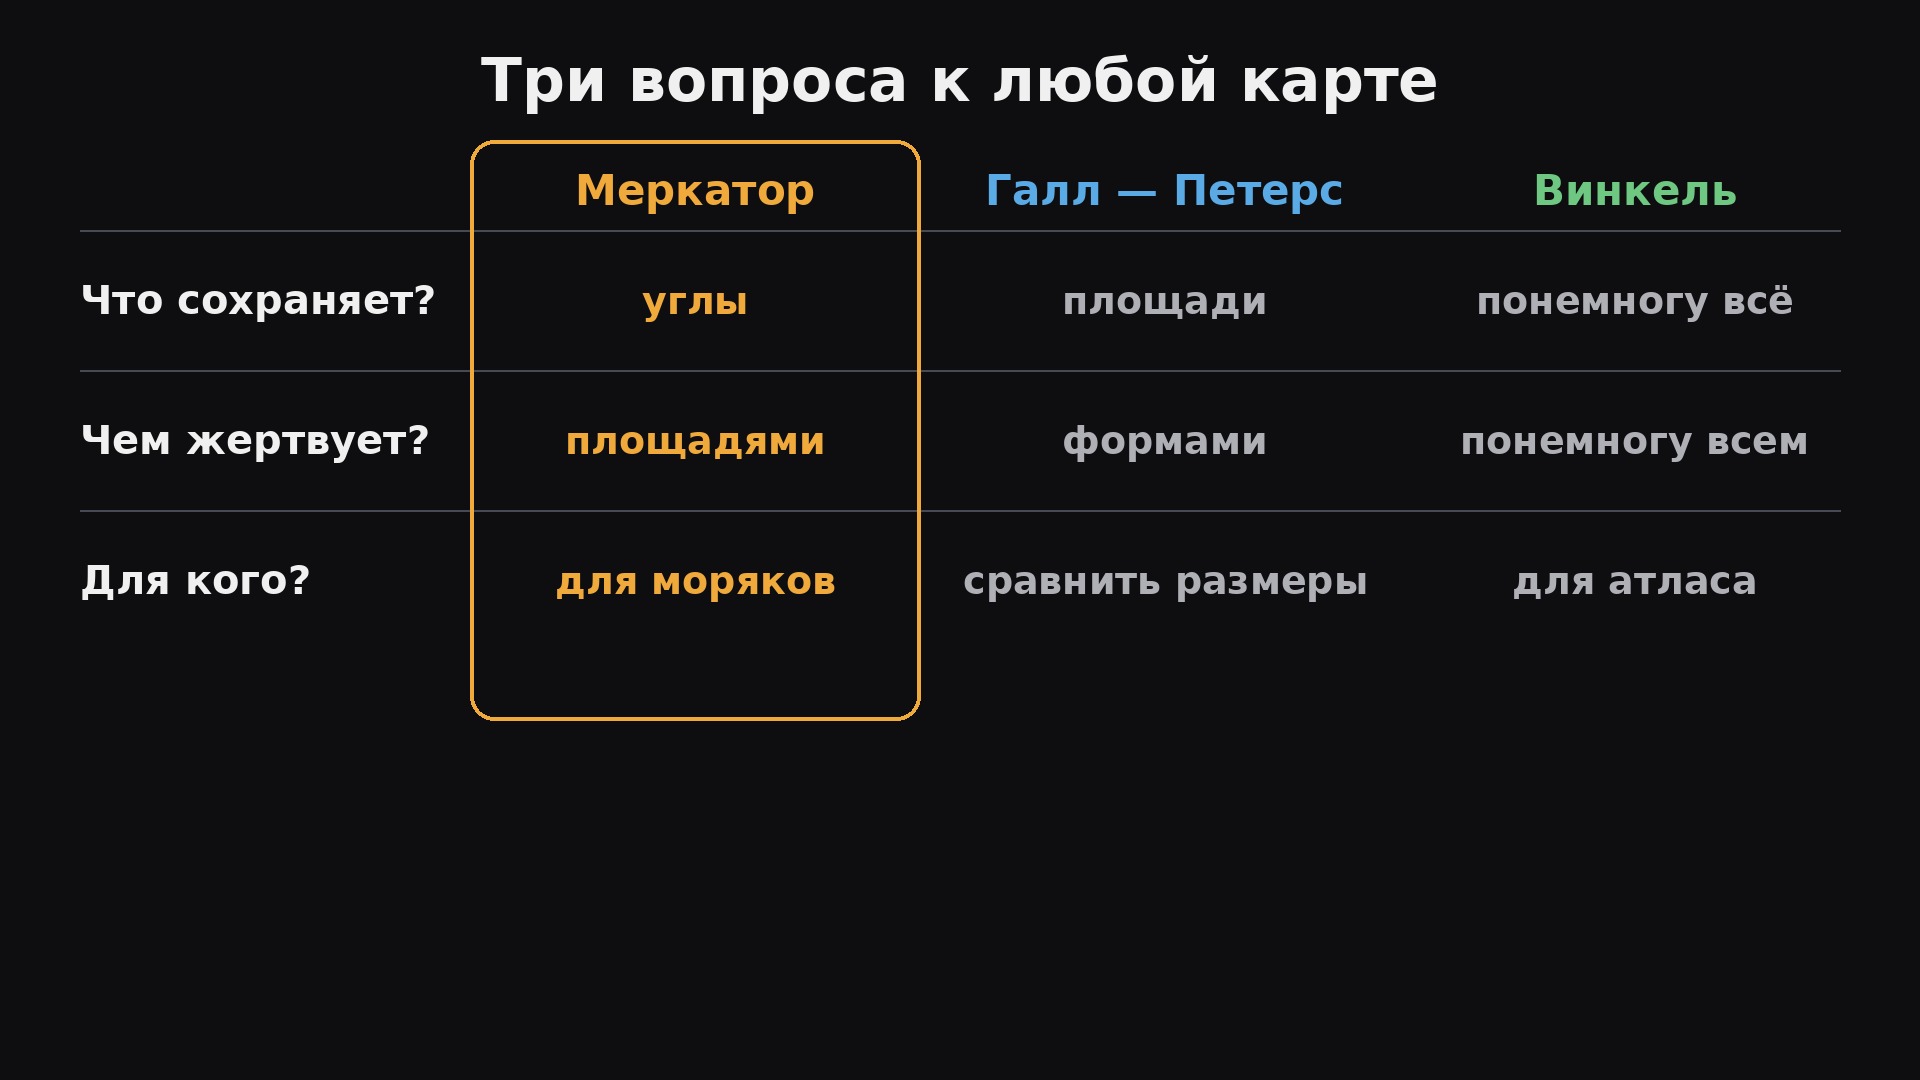 Три вопроса к любой карте
Меркатор Галл — Петерс Винкель
Что сохраняет? углы площади понемногу всё
Чем жертвует? площадями формами понемногу всем
Для кого? для моряков сравнить размеры для атласа